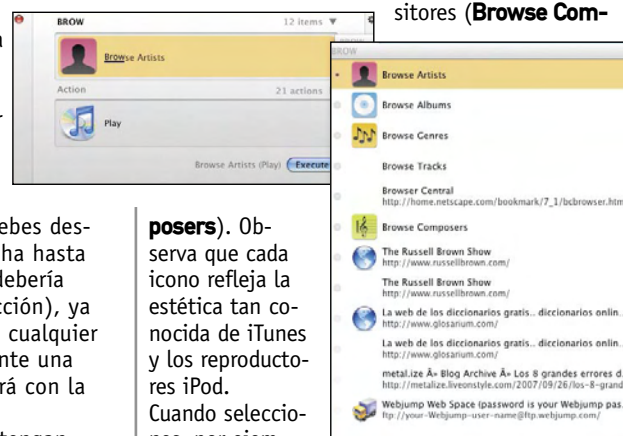 a
r
BROW
12 items
Browse Artists
Action
21 actions
Play
Browse Artists (Play)
Execute
ebes des-
ha hasta
debería
cción), ya
cualquier
nte una
rá con la
tengan
sitores (Browse Com-
posers). Ob-
serva que cada
icono refleja la
estética tan co-
nocida de iTunes
y los reproducto-
res iPod.
Cuando seleccio-
BROW
Browse Artists
Browse Albums
Browse Genres
Browse Tracks
Browser Central
http://home.netscape.com/bookmark/7_1/bcbrowser.htm
Browse Composers
The Russell Brown Show
http://www.russellbrown.com/
The Russell Brown Show
http://www.russellbrown.com/
La web de los diccionarios gratis.. diccionarios onlin..
http://www.glosarium.com/
La web de los diccionarios gratis.. diccionarios onlin..
http://www.glosarium.com/
metal.ize Â» Blog Archive Â» Los 8 grandes errores d.
http://metalize.liveonstyle.com/2007/09/26/los-8-grand
Webjump Web Space (password is your Webjump pas.
ftp://your-Webjump-user-name@ftp.webjump.com/